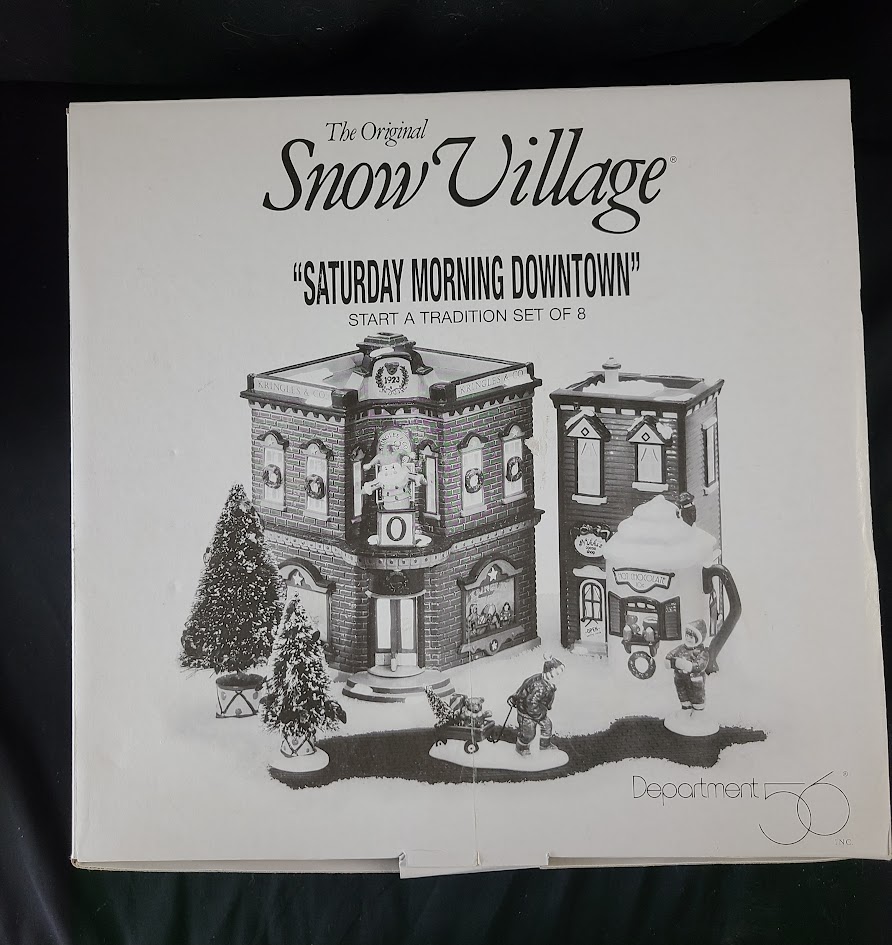 The Original
Snow Village®
“SATURDAY MORNING DOWNTOWN”
START A TRADITION SET OF 8
1923
KRINGLES & CO
KRINGLES & CO
O
HOT CHOCOLATE
OPEN
Department 56®
INC.